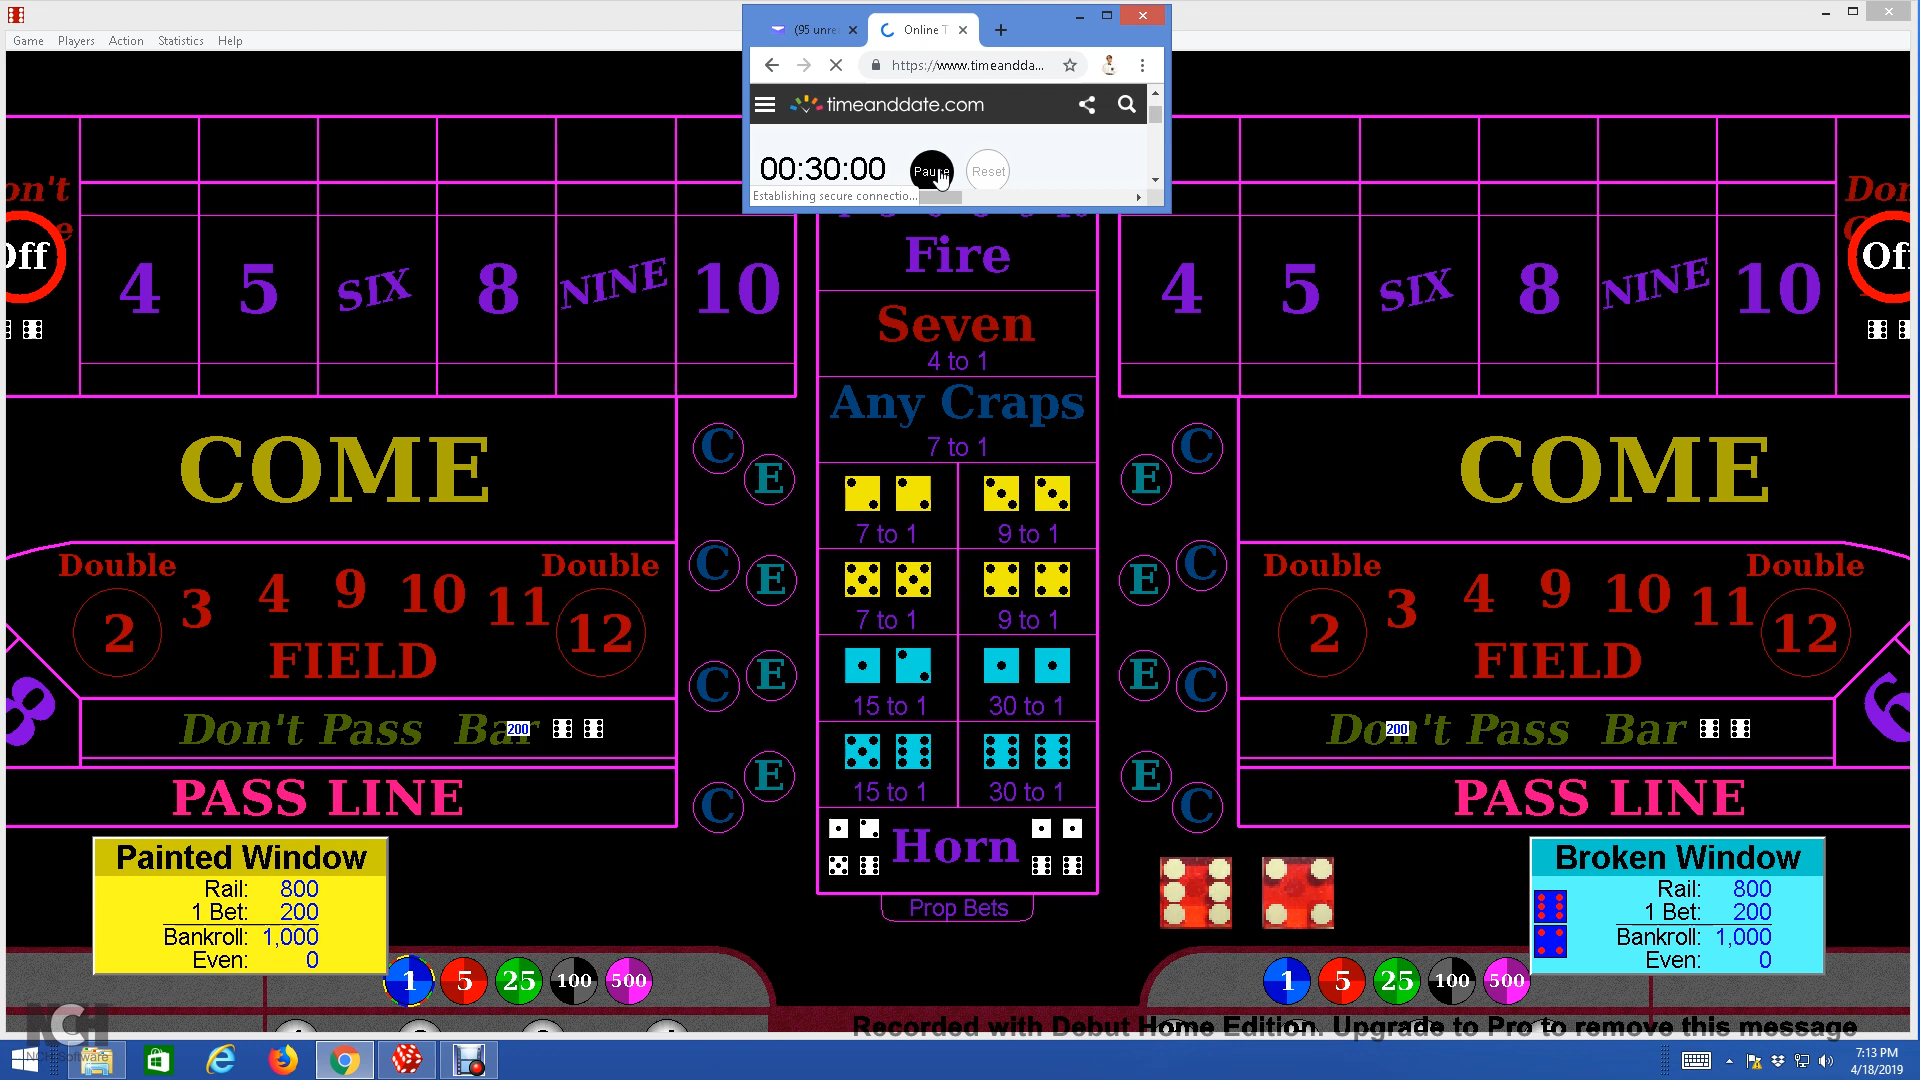 Game Players Action Statistics Help
(95 unre
Online T
https://www.timeandda...
timeanddate.com
00:30:00 Pause Reset
Establishing secure connectio...
on't
Off
4 5 SIX 8 NINE 10
COME
Double Double
2 3 4 9 10 11 12
FIELD
8
Don't Pass Bar
200
PASS LINE
C E
C E
C E
C E
Fire
Seven
4 to 1
Any Craps
7 to 1
7 to 1 9 to 1
7 to 1 9 to 1
15 to 1 30 to 1
15 to 1 30 to 1
Horn
Prop Bets
E C
E C
E C
E C
Don
Off
4 5 SIX 8 NINE 10
COME
Double Double
2 3 4 9 10 11 12
FIELD
9
Don't Pass Bar
200
PASS LINE
Painted Window
Rail: 800
1 Bet: 200
Bankroll: 1,000
Even: 0
Broken Window
Rail: 800
1 Bet: 200
Bankroll: 1,000
Even: 0
1 5 25 100 500
1 5 25 100 500
Recorded with Debut Home Edition. Upgrade to Pro to remove this message
NCH
NCH Software
7:13 PM
4/18/2019